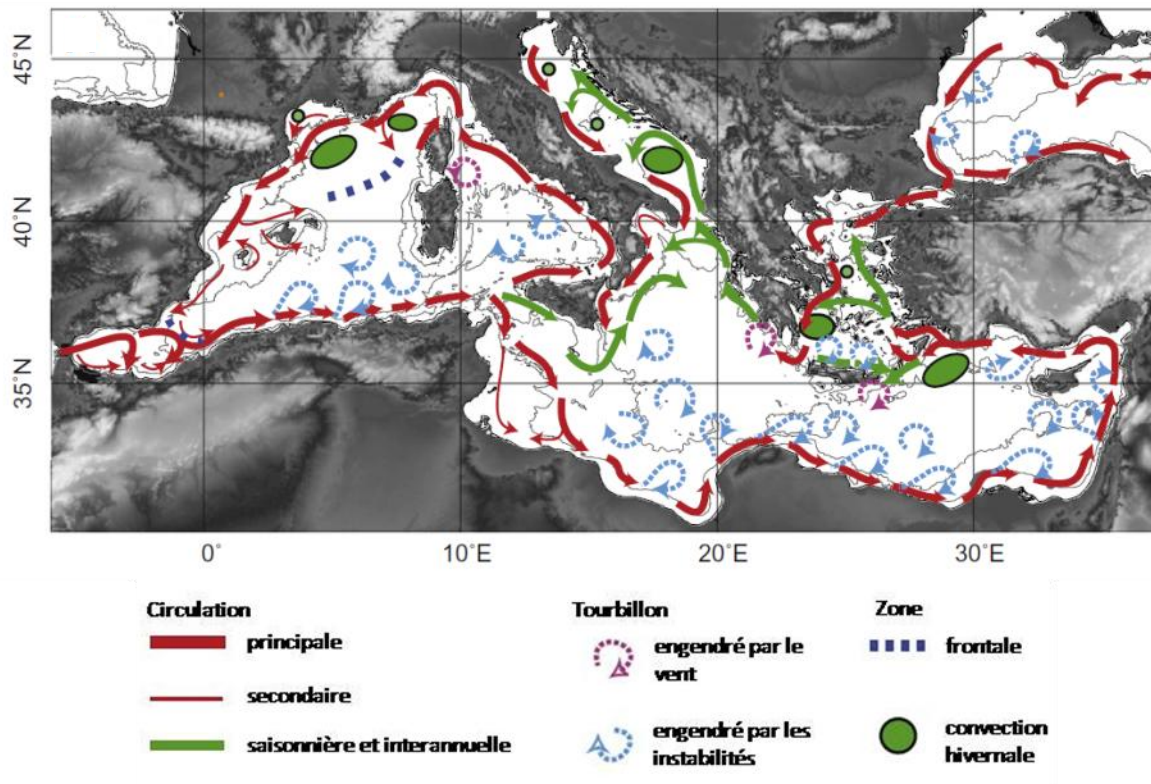 45°N
40°N
35°N
0°
10°E
20°E
30°E
Circulation
principale
secondaire
saisonnière et interannuelle
Tourbillon
engendré par le
vent
engendré par les
instabilités
Zone
frontale
convection
hivernale